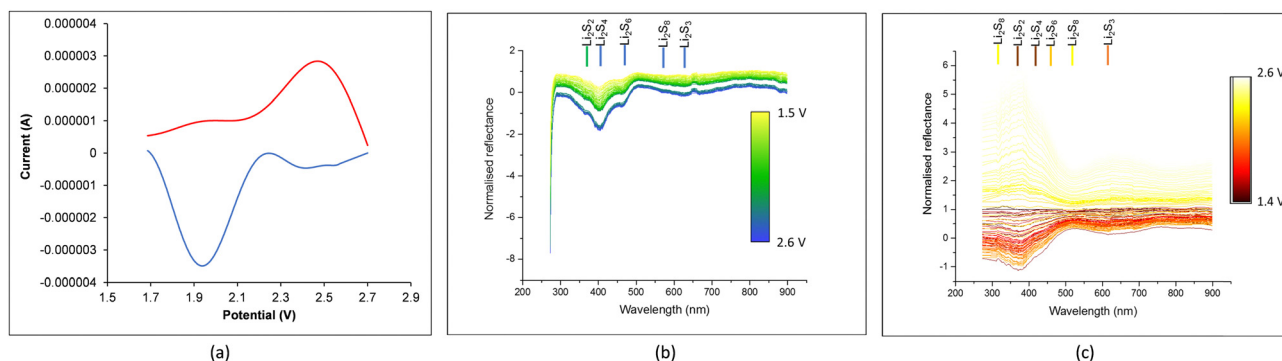 0.000004
0.000003
0.000002
0.000001
0
-0.000001
-0.000002
-0.000003
-0.000004
Current (A)
1.5 1.7 1.9 2.1 2.3 2.5 2.7 2.9
Potential (V)
(a)
Li₂S₂ Li₂S₄ Li₂S₆ Li₂S₈ Li₂S₃
2
0
-2
-4
-6
-8
Normalised reflectance
1.5 V
2.6 V
200 300 400 500 600 700 800 900
Wavelength (nm)
(b)
Li₂S₈ Li₂S₂ Li₂S₄ Li₂S₆ Li₂S₈ Li₂S₃
6
5
4
3
2
1
0
-1
Normalised reflectance
2.6 V
1.4 V
200 300 400 500 600 700 800 900
Wavelength (nm)
(c)